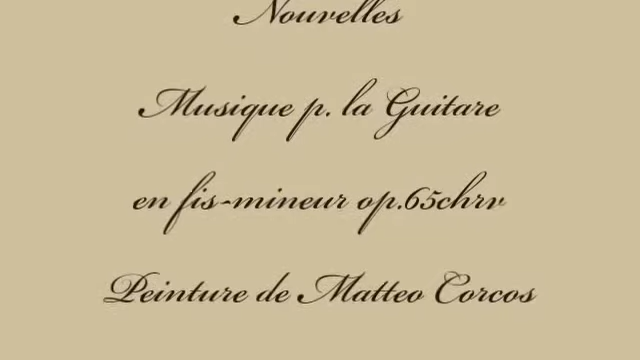 Nouvelles
Musique p. la Guitare
en fis-mineur op.65chrv
Peinture de Matteo Corcos